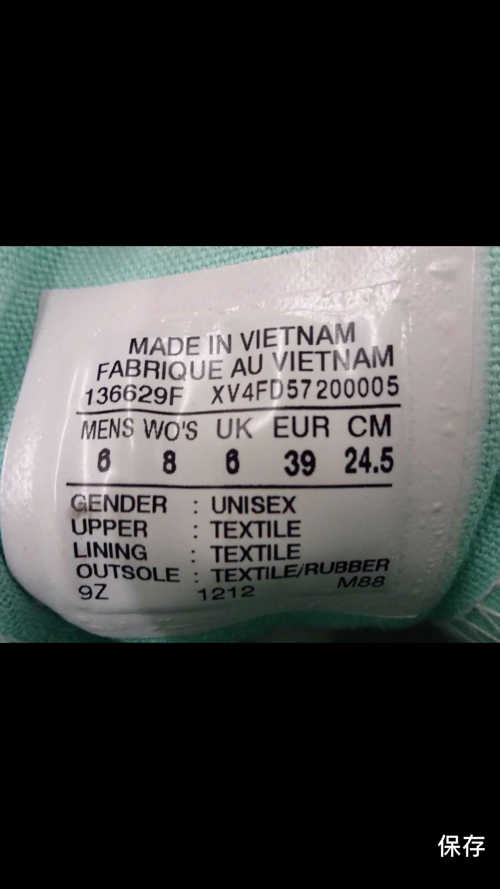 MADE IN VIETNAM
FABRIQUE AU VIETNAM
136629F XV4FD57200005
MENS WO'S UK EUR CM
6 8 6 39 24.5
GENDER : UNISEX
UPPER : TEXTILE
LINING : TEXTILE
OUTSOLE : TEXTILE/RUBBER
9Z 1212 M88
保存